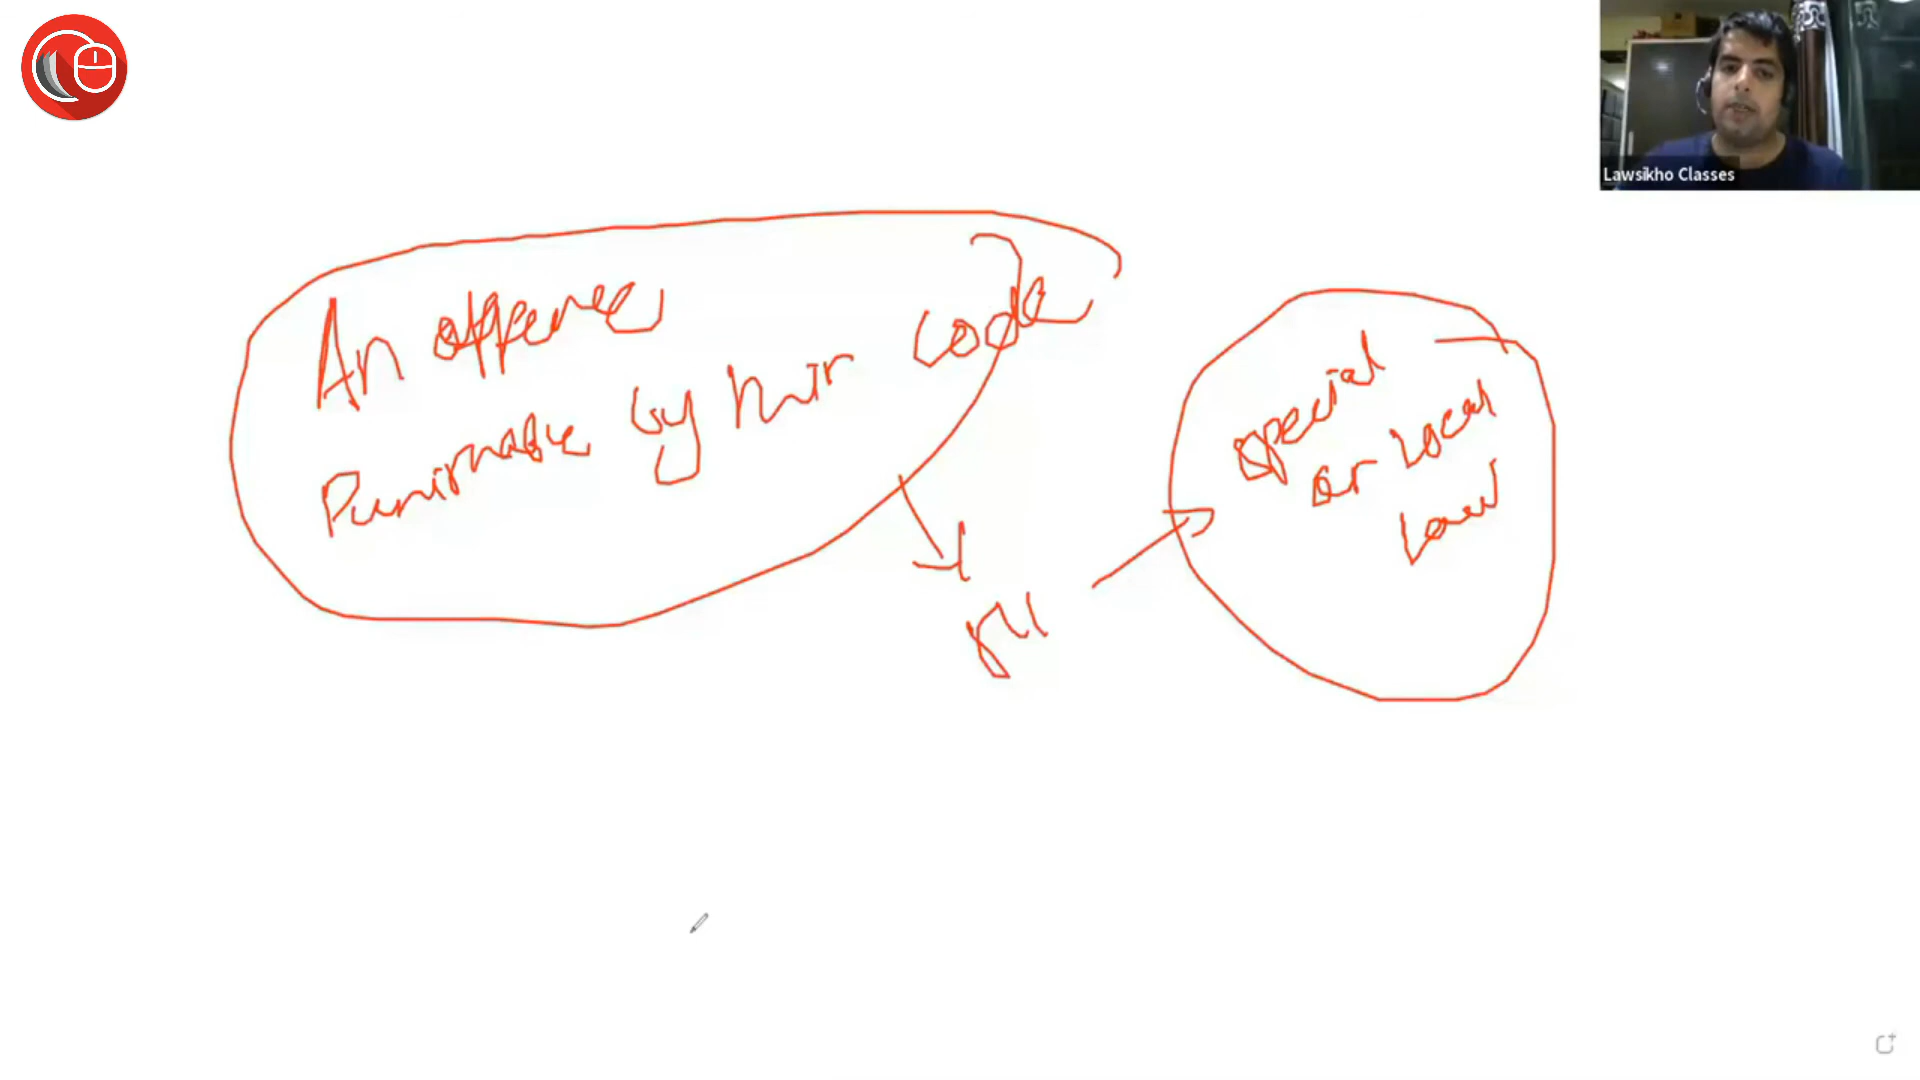 An offence
Punishable by this code
special
or Local
Law
Lawsikho Classes